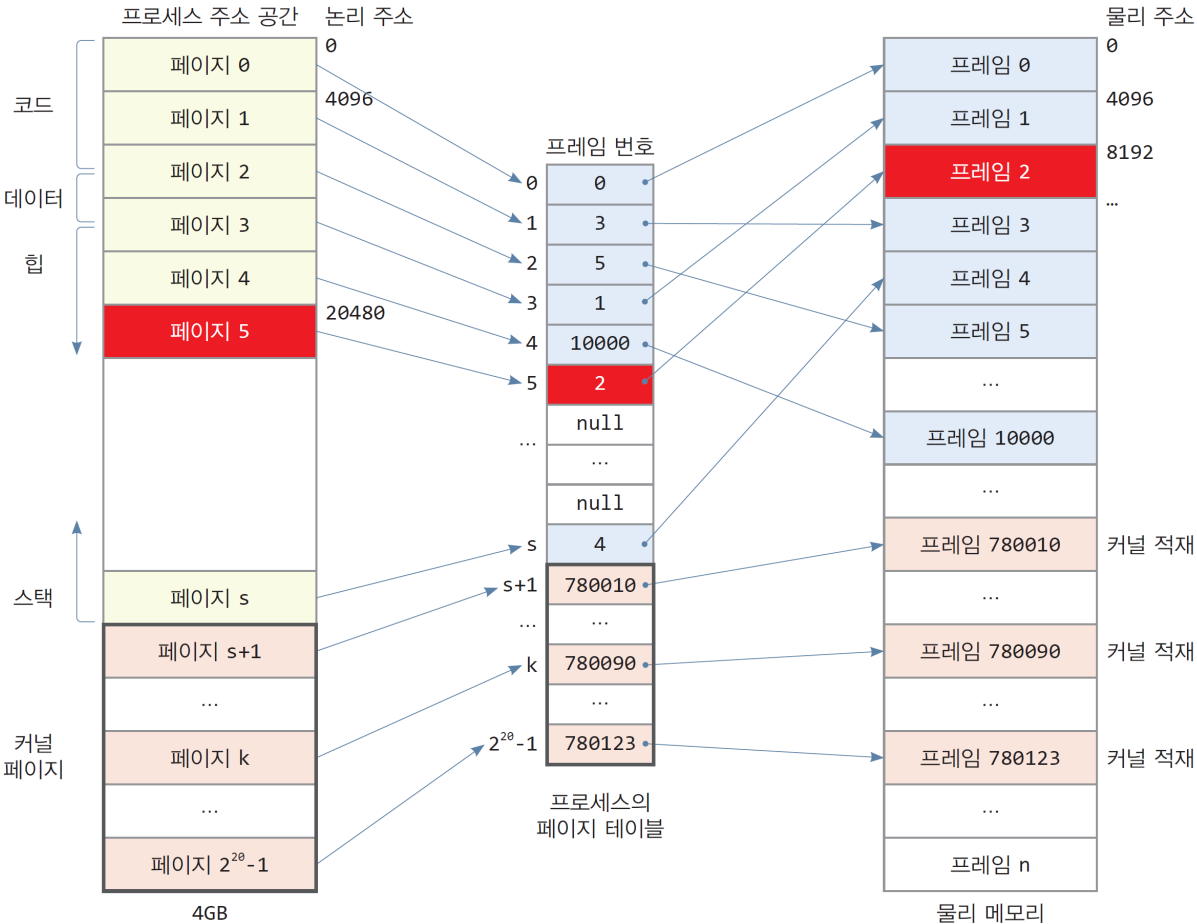 프로세스 주소 공간
논리 주소
코드
데이터
힙
스택
커널
페이지
페이지 0
페이지 1
페이지 2
페이지 3
페이지 4
페이지 5
페이지 s
페이지 s+1
...
페이지 k
...
페이지 2²⁰-1
4GB
0
4096
20480
프레임 번호
0 0
1 3
2 5
3 1
4 10000
5 2
null
... ...
null
s 4
s+1 780010
... ...
k 780090
...
2²⁰-1 780123
프로세스의
페이지 테이블
물리 주소
프레임 0
0
프레임 1
4096
프레임 2
8192
프레임 3
...
프레임 4
프레임 5
...
프레임 10000
...
프레임 780010
커널 적재
...
프레임 780090
커널 적재
...
프레임 780123
커널 적재
...
프레임 n
물리 메모리